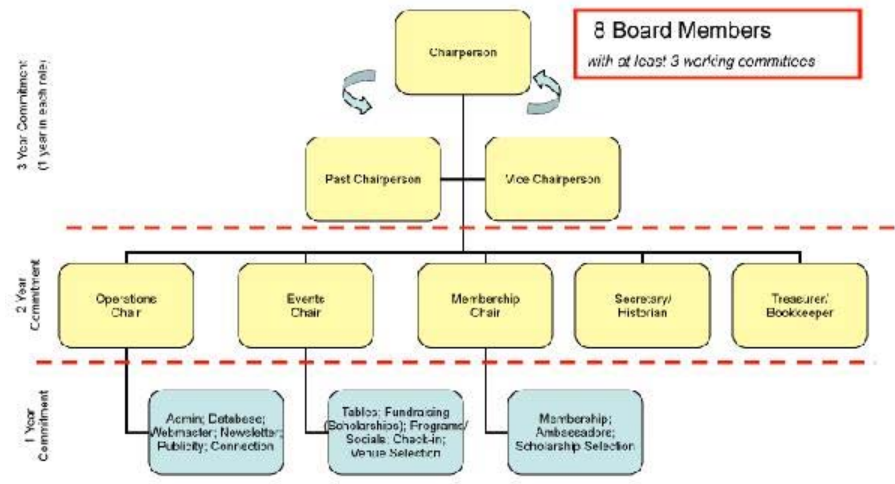 8 Board Members
with at least 3 working committees
Chairperson
3 Year Commitment
(1 year in each role)
Past Chairperson
Vice Chairperson
2 Year
Commitment
Operations
Chair
Events
Chair
Membership
Chair
Secretary/
Historian
Treasurer/
Bookkeeper
1 Year
Commitment
Admin; Database;
Webmaster; Newsletter;
Publicity; Connection
Tables; Fundraising
(Scholarships); Programs/
Socials; Check-in;
Venue Selection
Membership;
Ambassadors;
Scholarship Selection